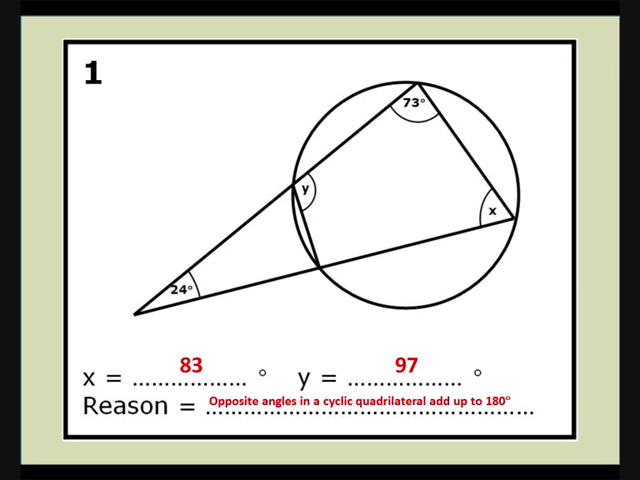 1
73°
y
x
24°
x = 83 ° y = 97 °
Reason = Opposite angles in a cyclic quadrilateral add up to 180°